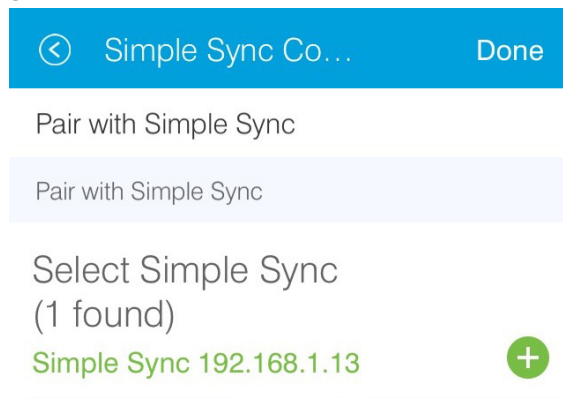 Simple Sync Co... Done
Pair with Simple Sync
Pair with Simple Sync
Select Simple Sync
(1 found)
Simple Sync 192.168.1.13